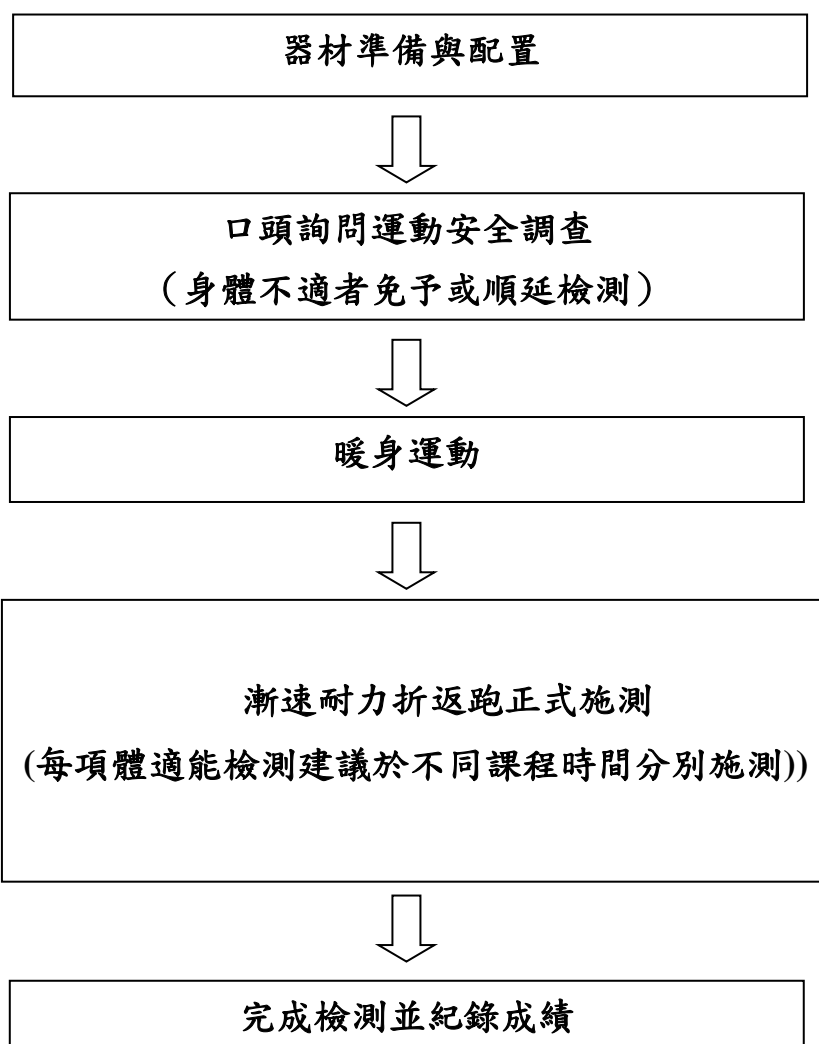 器材準備與配置
口頭詢問運動安全調查
（身體不適者免予或順延檢測）
暖身運動
漸速耐力折返跑正式施測
(每項體適能檢測建議於不同課程時間分別施測))
完成檢測並紀錄成績